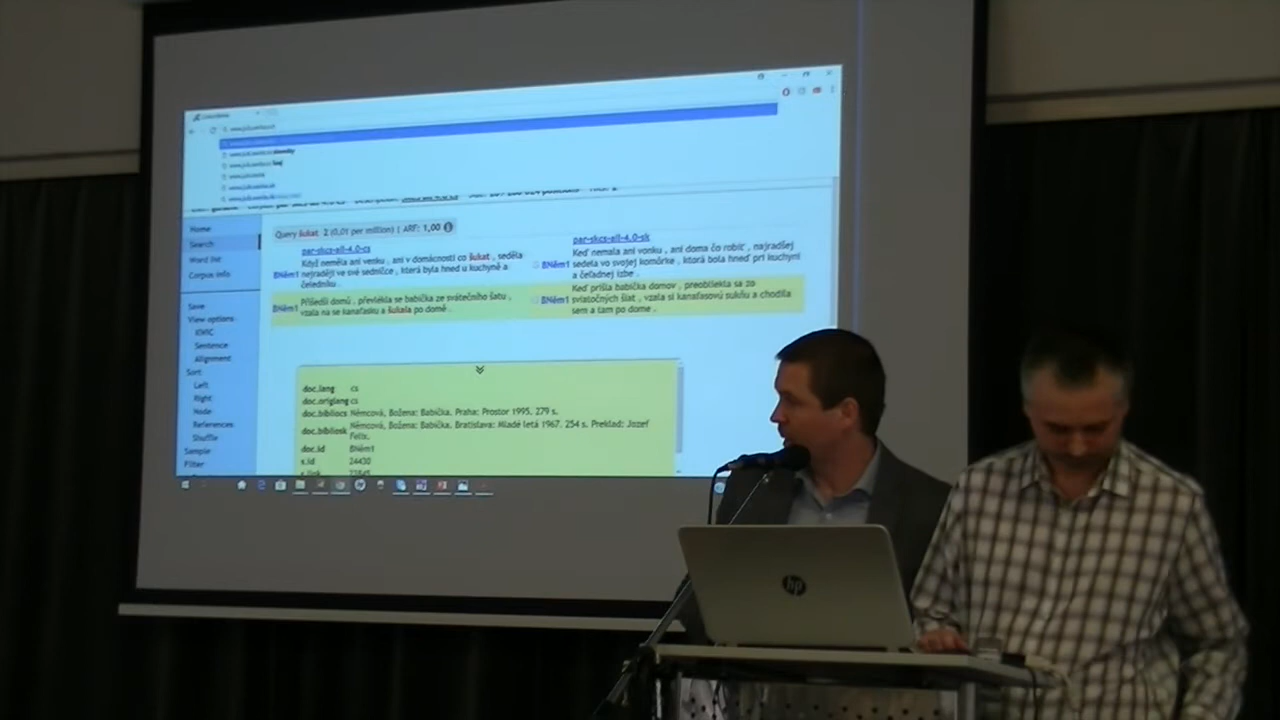 Home
Search
Word list
Corpus info
Save
View options
KWIC
Sentence
Alignment
Sort
Left
Right
Node
References
Shuffle
Sample
Filter
Query šukat 2 (0,01 per million) | ARF: 1,00
par-skcs-all-4.0-cs
BNěm1 Když neměla ani venku , ani v domácnosti co šukat , seděla
nejraději ve své sedničce , která byla hned u kuchyně a
čeledníku .
BNěm1 Přišedši domů , převlékla se babička ze svátečního šatu ,
vzala na se kanafasku a šukala po domě .
par-skcs-all-4.0-sk
BNěm1 Keď nemala ani vonku , ani doma čo robiť , najradšej
sedela vo svojej komôrke , ktorá bola hneď pri kuchyni
a čeľadnej izbe .
BNěm1 Keď prišla babička domov , preobliekla sa zo
sviatočných šiat , vzala si kanafasovú sukňu a chodila
sem a tam po dome .
doc.lang cs
doc.origlang cs
doc.bibliocs Němcová, Božena: Babička, Praha: Prostor 1995, 279 s.
doc.bibliosk Němcová, Božena: Babička, Bratislava: Mladé letá 1967, 254 s. Preklad: Jozef
Felix.
doc.id BNěm1
s.id 24430
s.link
hp